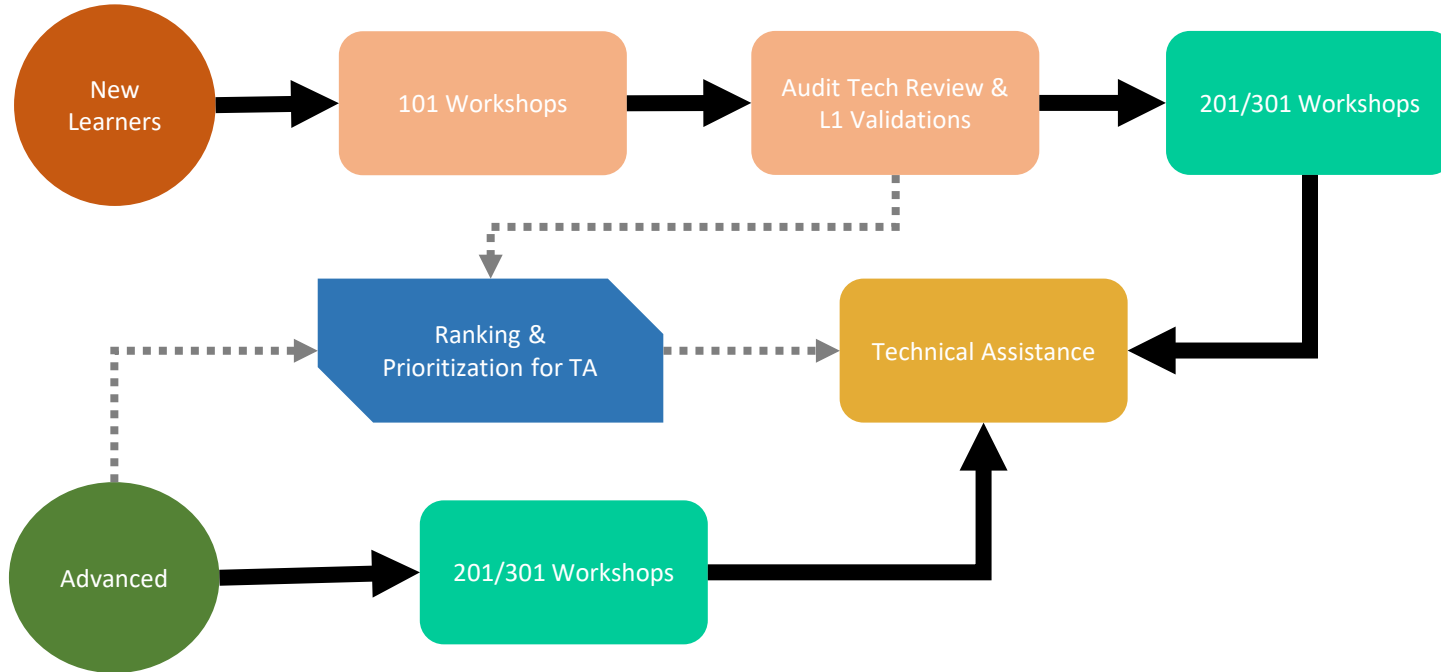 New
Learners
101 Workshops
Audit Tech Review &
L1 Validations
201/301 Workshops
Ranking &
Prioritization for TA
Technical Assistance
Advanced
201/301 Workshops